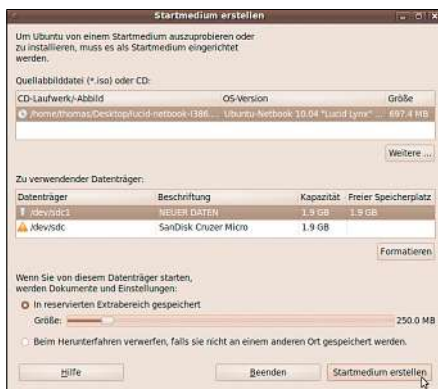 Startmedium erstellen
Um Ubuntu von einem Startmedium auszuprobieren oder
zu installieren, muss es als Startmedium eingerichtet
werden.
Quellabbilddatei (*.iso) oder CD:
CD-Laufwerk/-Abbild OS-Version Größe
/home/thomas/Desktop/lucid-netbook-i386... Ubuntu-Netbook 10.04 "Lucid Lynx" ... 697.4 MB
Weitere ...
Zu verwendender Datenträger:
Datenträger Beschriftung Kapazität Freier Speicherplatz
/dev/sdc1 NEUER DATEN 1.9 GB 1.9 GB
/dev/sdc SanDisk Cruzer Micro 1.9 GB
Formatieren
Wenn Sie von diesem Datenträger starten,
werden Dokumente und Einstellungen:
In reservierten Extrabereich gespeichert
Größe: 250.0 MB
Beim Herunterfahren verwerfen, falls sie nicht an einem anderen Ort gespeichert werden.
Hilfe Beenden Startmedium erstellen